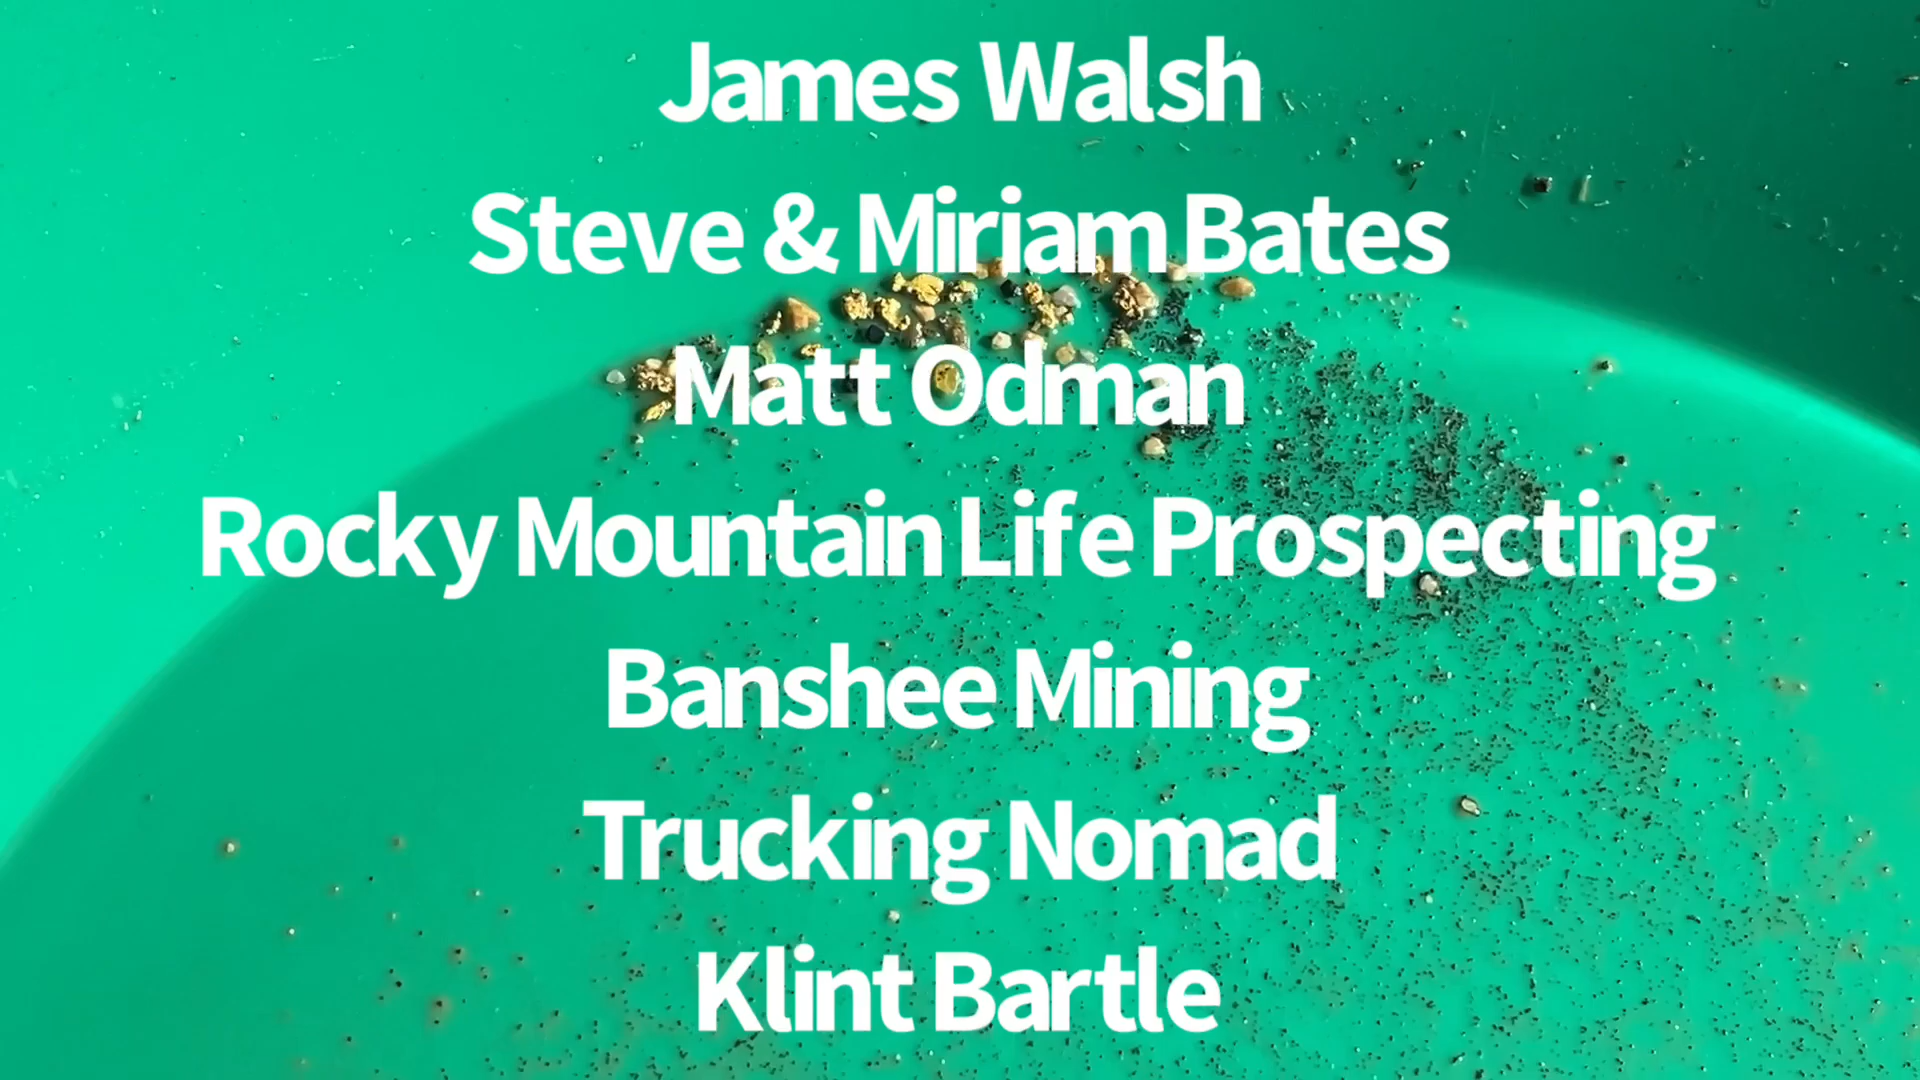 James Walsh
Steve & Miriam Bates
Matt Odman
Rocky Mountain Life Prospecting
Banshee Mining
Trucking Nomad
Klint Bartle